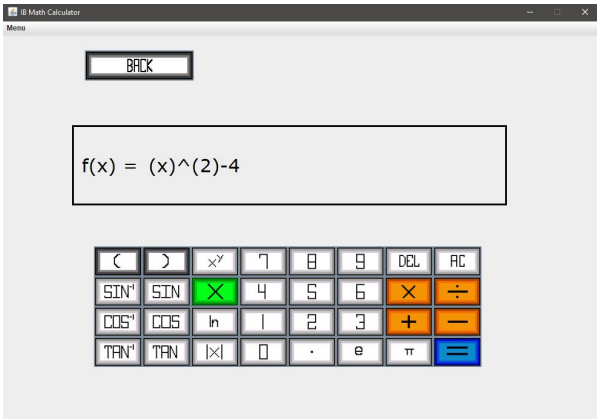 IB Math Calculator
Menu
BACK
f(x) = (x)^(2)-4
( ) xʸ 7 8 9 DEL AC
SIN⁻¹ SIN X 4 5 6 × ÷
COS⁻¹ COS ln 1 2 3 + −
TAN⁻¹ TAN |x| 0 . e π =